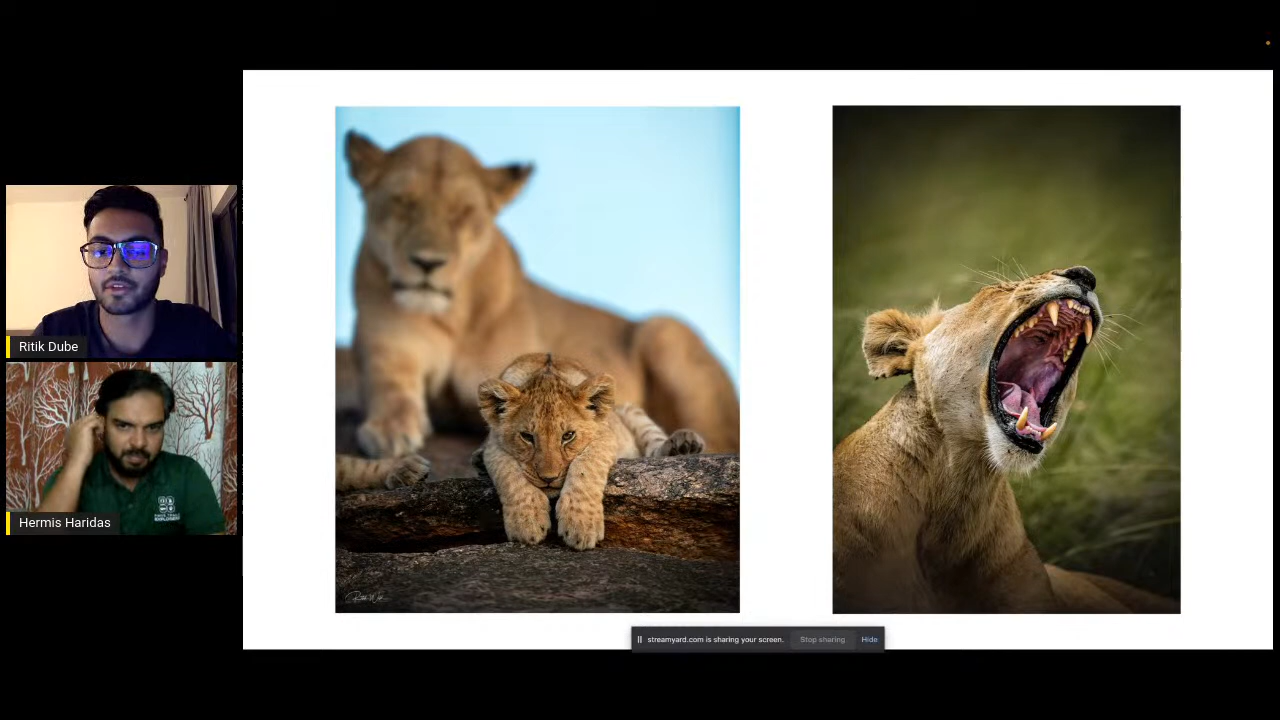 Ritik Dube
Hermis Haridas
streamyard.com is sharing your screen.
Stop sharing
Hide